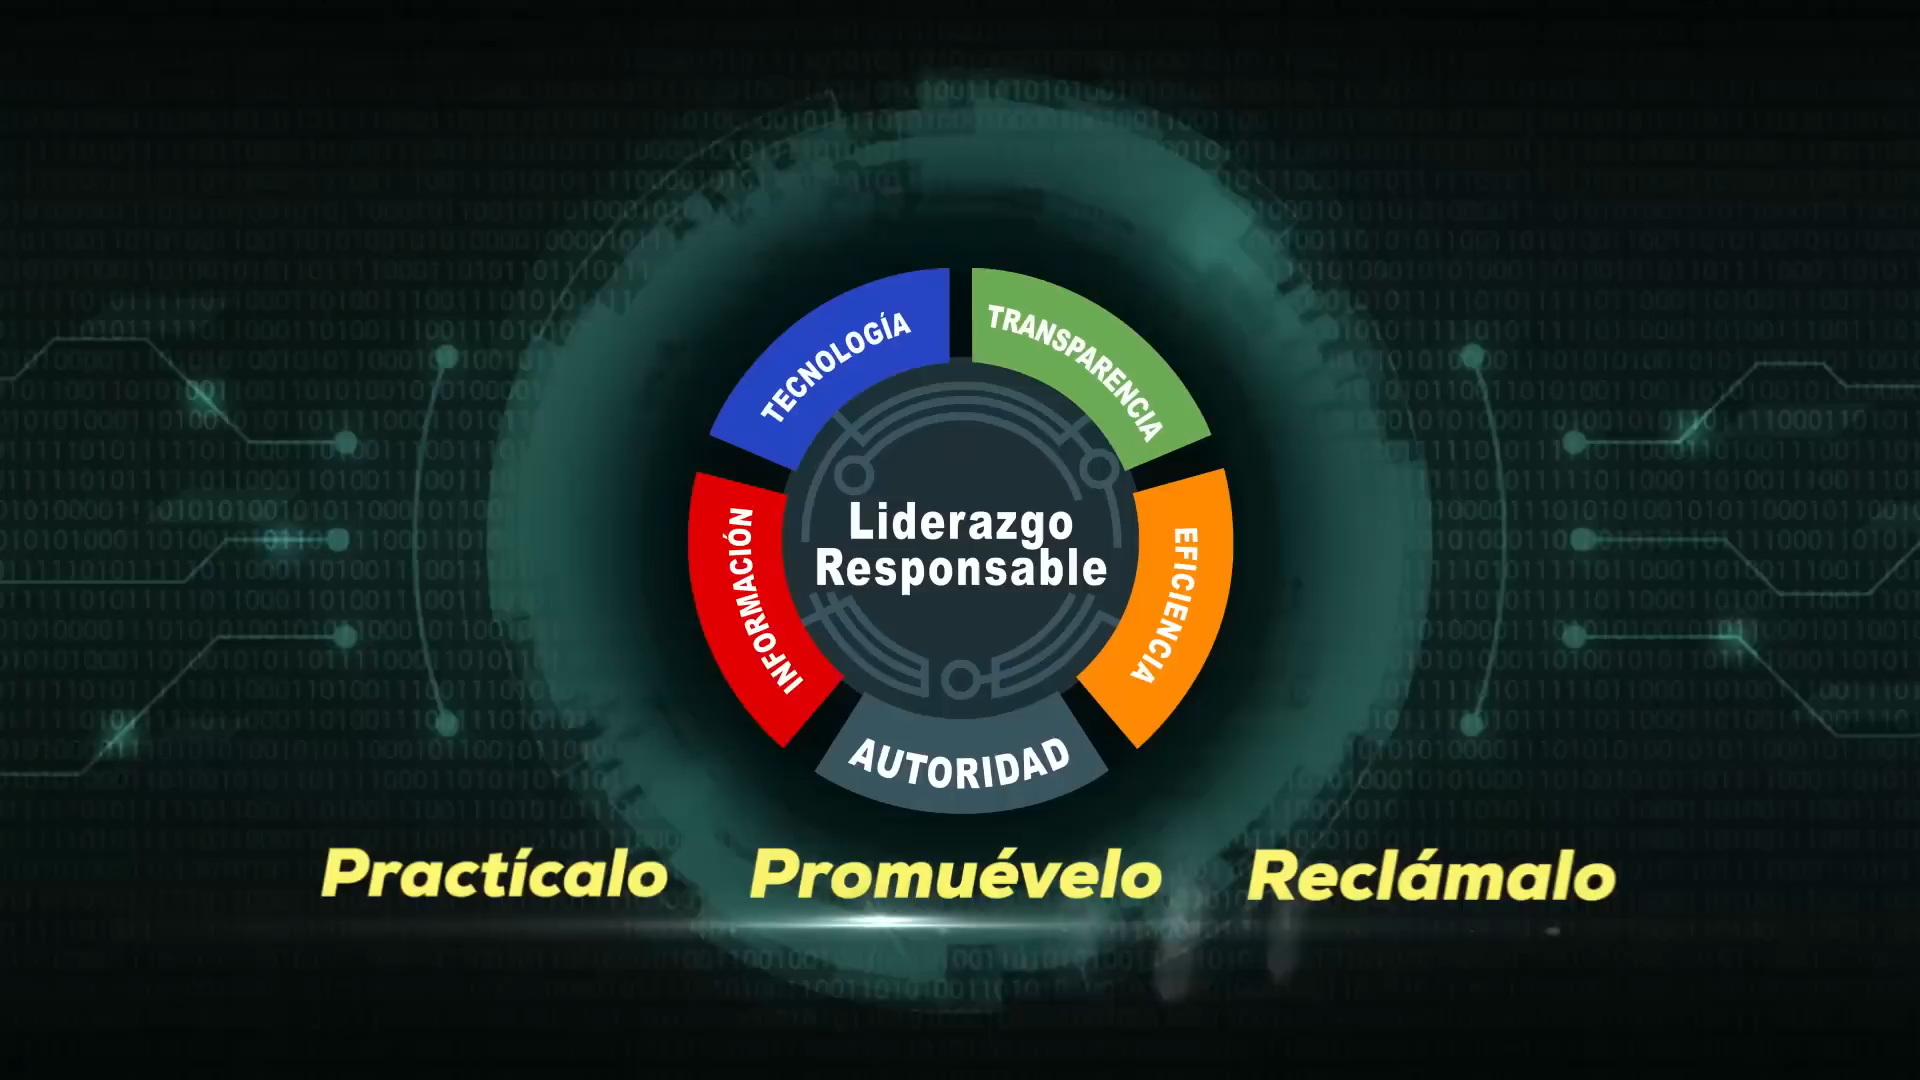 TECNOLOGÍA
TRANSPARENCIA
INFORMACIÓN
Liderazgo
Responsable
EFICIENCIA
AUTORIDAD
Practícalo Promuévelo Reclámalo